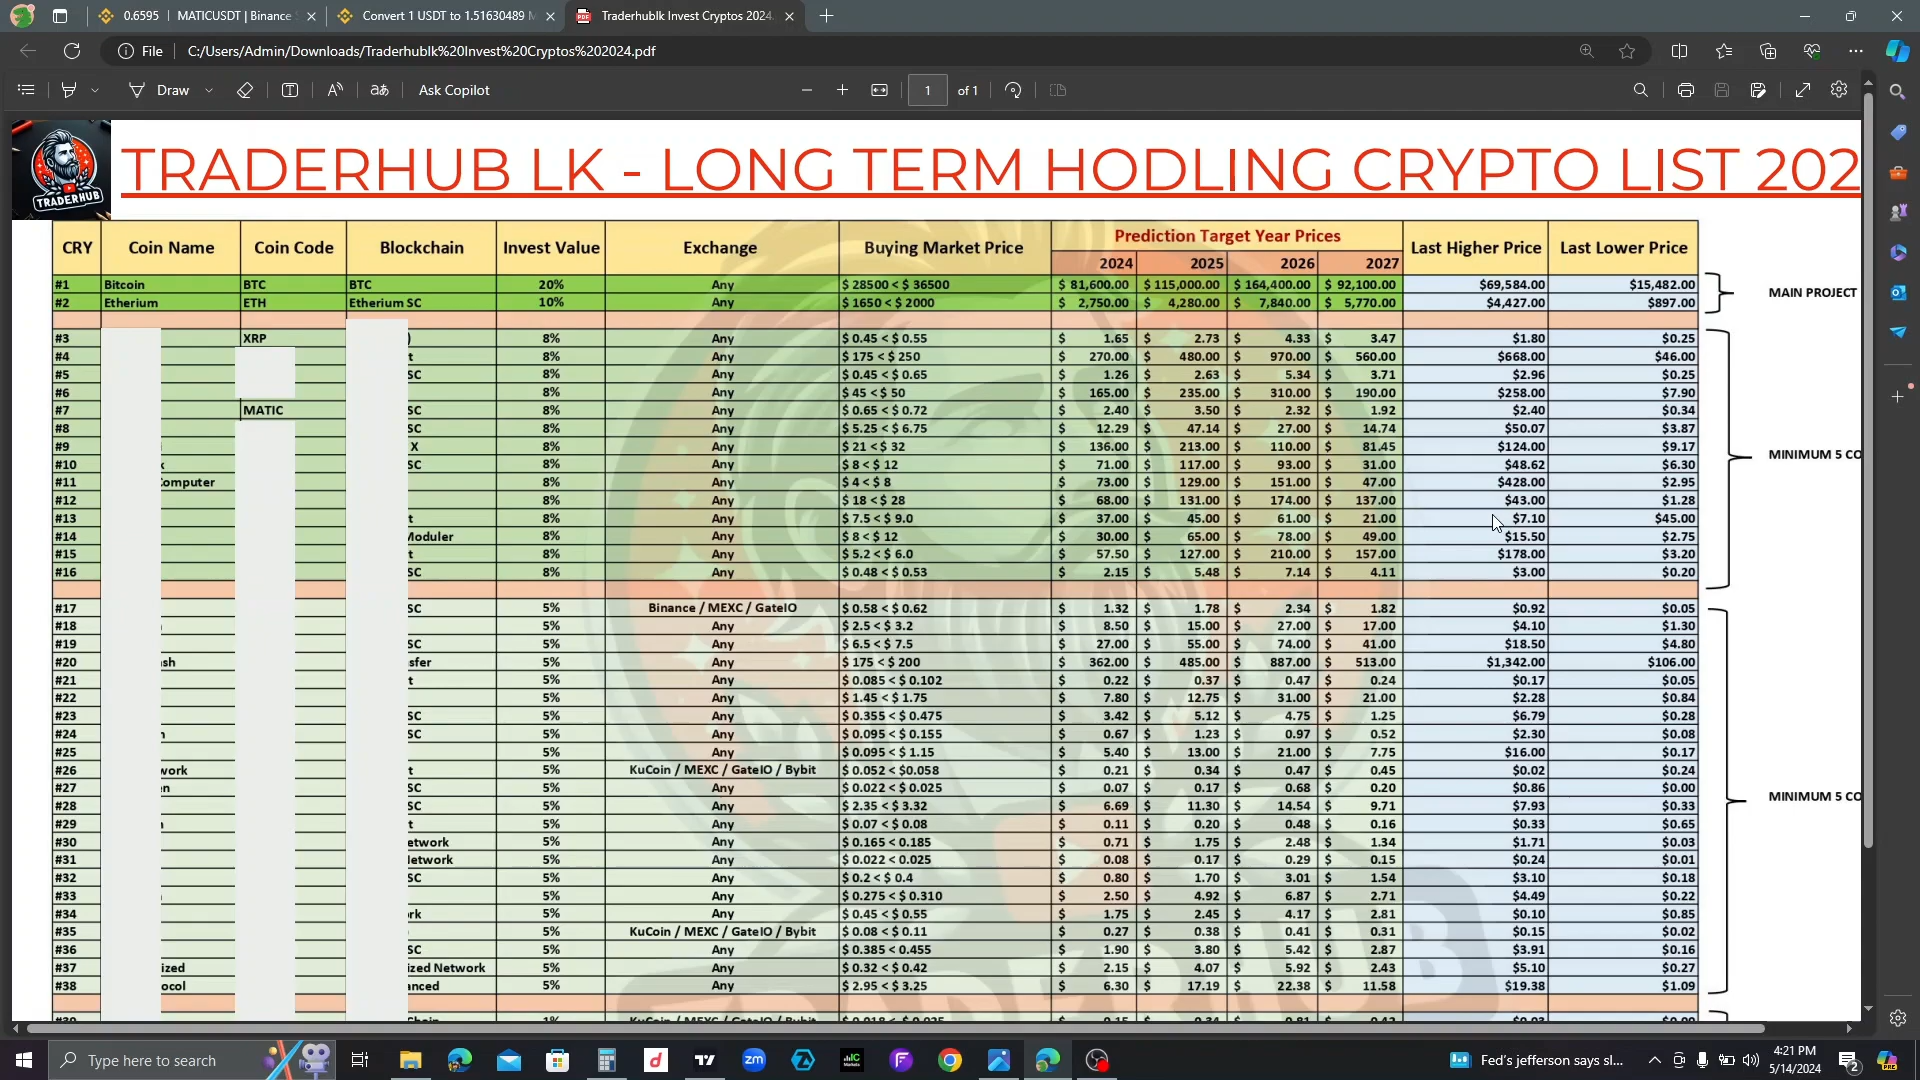 0.6595 | MATICUSDT | Binance S
Convert 1 USDT to 1.51630489 M
Traderhublk Invest Cryptos 2024.
File C:/Users/Admin/Downloads/Traderhublk%20Invest%20Cryptos%202024.pdf
Draw Ask Copilot 1 of 1
TRADERHUB
TRADERHUB LK - LONG TERM HODLING CRYPTO LIST 202
CRY Coin Name Coin Code Blockchain Invest Value Exchange Buying Market Price Prediction Target Year Prices Last Higher Price Last Lower Price
2024 2025 2026 2027
#1 Bitcoin BTC BTC 20% Any $ 28500 < $ 36500 $ 81,600.00 $ 115,000.00 $ 164,400.00 $ 92,100.00 $69,584.00 $15,482.00
MAIN PROJECT
#2 Etherium ETH Etherium SC 10% Any $ 1650 < $ 2000 $ 2,750.00 $ 4,280.00 $ 7,840.00 $ 5,770.00 $4,427.00 $897.00
#3 XRP ) 8% Any $ 0.45 < $ 0.55 $ 1.65 $ 2.73 $ 4.33 $ 3.47 $1.80 $0.25
#4 t 8% Any $ 175 < $ 250 $ 270.00 $ 480.00 $ 970.00 $ 560.00 $668.00 $46.00
#5 SC 8% Any $ 0.45 < $ 0.65 $ 1.26 $ 2.63 $ 5.34 $ 3.71 $2.96 $0.25
#6 8% Any $ 45 < $ 50 $ 165.00 $ 235.00 $ 310.00 $ 190.00 $258.00 $7.90
#7 MATIC SC 8% Any $ 0.65 < $ 0.72 $ 2.40 $ 3.50 $ 2.32 $ 1.92 $2.40 $0.34
#8 SC 8% Any $ 5.25 < $ 6.75 $ 12.29 $ 47.14 $ 27.00 $ 14.74 $50.07 $3.87
#9 X 8% Any $ 21 < $ 32 $ 136.00 $ 213.00 $ 110.00 $ 81.45 $124.00 $9.17
MINIMUM 5 CO
#10 SC 8% Any $ 8 < $ 12 $ 71.00 $ 117.00 $ 93.00 $ 31.00 $48.62 $6.30
#11 Computer 8% Any $ 4 < $ 8 $ 73.00 $ 129.00 $ 151.00 $ 47.00 $428.00 $2.95
#12 8% Any $ 18 < $ 28 $ 68.00 $ 131.00 $ 174.00 $ 137.00 $43.00 $1.28
#13 t 8% Any $ 7.5 < $ 9.0 $ 37.00 $ 45.00 $ 61.00 $ 21.00 $7.10 $45.00
#14 Moduler 8% Any $ 8 < $ 12 $ 30.00 $ 65.00 $ 78.00 $ 49.00 $15.50 $2.75
#15 t 8% Any $ 5.2 < $ 6.0 $ 57.50 $ 127.00 $ 210.00 $ 157.00 $178.00 $3.20
#16 SC 8% Any $ 0.48 < $ 0.53 $ 2.15 $ 5.48 $ 7.14 $ 4.11 $3.00 $0.20
#17 SC 5% Binance / MEXC / GateIO $ 0.58 < $ 0.62 $ 1.32 $ 1.78 $ 2.34 $ 1.82 $0.92 $0.05
#18 5% Any $ 2.5 < $ 3.2 $ 8.50 $ 15.00 $ 27.00 $ 17.00 $4.10 $1.30
#19 SC 5% Any $ 6.5 < $ 7.5 $ 27.00 $ 55.00 $ 74.00 $ 41.00 $18.50 $4.80
#20 sh sfer 5% Any $ 175 < $ 200 $ 362.00 $ 485.00 $ 887.00 $ 513.00 $1,342.00 $106.00
#21 t 5% Any $ 0.085 < $ 0.102 $ 0.22 $ 0.37 $ 0.47 $ 0.24 $0.17 $0.05
#22 5% Any $ 1.45 < $ 1.75 $ 7.80 $ 12.75 $ 31.00 $ 21.00 $2.28 $0.84
#23 SC 5% Any $ 0.355 < $ 0.475 $ 3.42 $ 5.12 $ 4.75 $ 1.25 $6.79 $0.28
#24 SC 5% Any $ 0.095 < $ 0.155 $ 0.67 $ 1.23 $ 0.97 $ 0.52 $2.30 $0.08
#25 5% Any $ 0.095 < $ 1.15 $ 5.40 $ 13.00 $ 21.00 $ 7.75 $16.00 $0.17
#26 work t 5% KuCoin / MEXC / GateIO / Bybit $ 0.052 < $0.058 $ 0.21 $ 0.34 $ 0.47 $ 0.45 $0.02 $0.24
#27 en SC 5% Any $ 0.022 < $ 0.025 $ 0.07 $ 0.17 $ 0.68 $ 0.20 $0.86 $0.00
MINIMUM 5 CO
#28 SC 5% Any $ 2.35 < $ 3.32 $ 6.69 $ 11.30 $ 14.54 $ 9.71 $7.93 $0.33
#29 t 5% Any $ 0.07 < $ 0.08 $ 0.11 $ 0.20 $ 0.48 $ 0.16 $0.33 $0.65
#30 etwork 5% Any $ 0.165 < 0.185 $ 0.71 $ 1.75 $ 2.48 $ 1.34 $1.71 $0.03
#31 Network 5% Any $ 0.022 < 0.025 $ 0.08 $ 0.17 $ 0.29 $ 0.15 $0.24 $0.01
#32 SC 5% Any $ 0.2 < $ 0.4 $ 0.80 $ 1.70 $ 3.01 $ 1.54 $3.10 $0.18
#33 5% Any $ 0.275 < $ 0.310 $ 2.50 $ 4.92 $ 6.87 $ 2.71 $4.49 $0.22
#34 rk 5% Any $ 0.45 < $ 0.55 $ 1.75 $ 2.45 $ 4.17 $ 2.81 $0.10 $0.85
#35 5% KuCoin / MEXC / GateIO / Bybit $ 0.08 < $ 0.11 $ 0.27 $ 0.38 $ 0.41 $ 0.31 $0.15 $0.02
#36 SC 5% Any $ 0.385 < 0.455 $ 1.90 $ 3.80 $ 5.42 $ 2.87 $3.91 $0.16
#37 ized ized Network 5% Any $ 0.32 < $ 0.42 $ 2.15 $ 4.07 $ 5.92 $ 2.43 $5.10 $0.27
#38 ocol anced 5% Any $ 2.95 < $ 3.25 $ 6.30 $ 17.19 $ 22.38 $ 11.58 $19.38 $1.09
Type here to search
Fed's jefferson says sl...
4:21 PM
5/14/2024